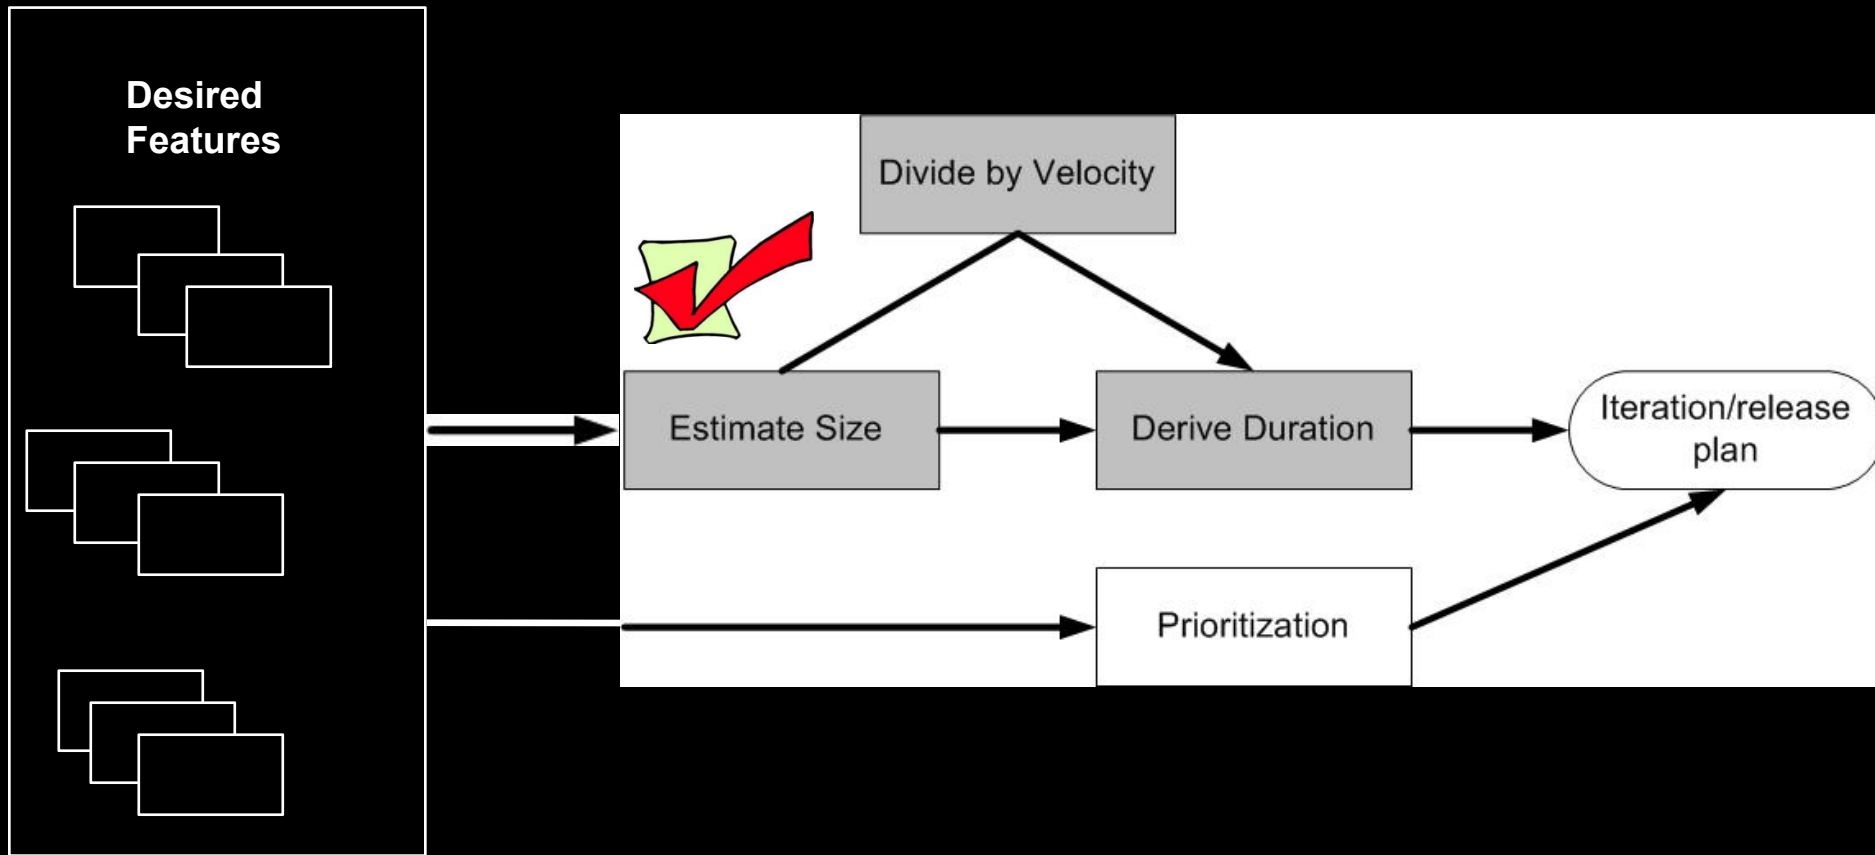 Desired
Features
Divide by Velocity
Estimate Size
Derive Duration
Iteration/release
plan
Prioritization